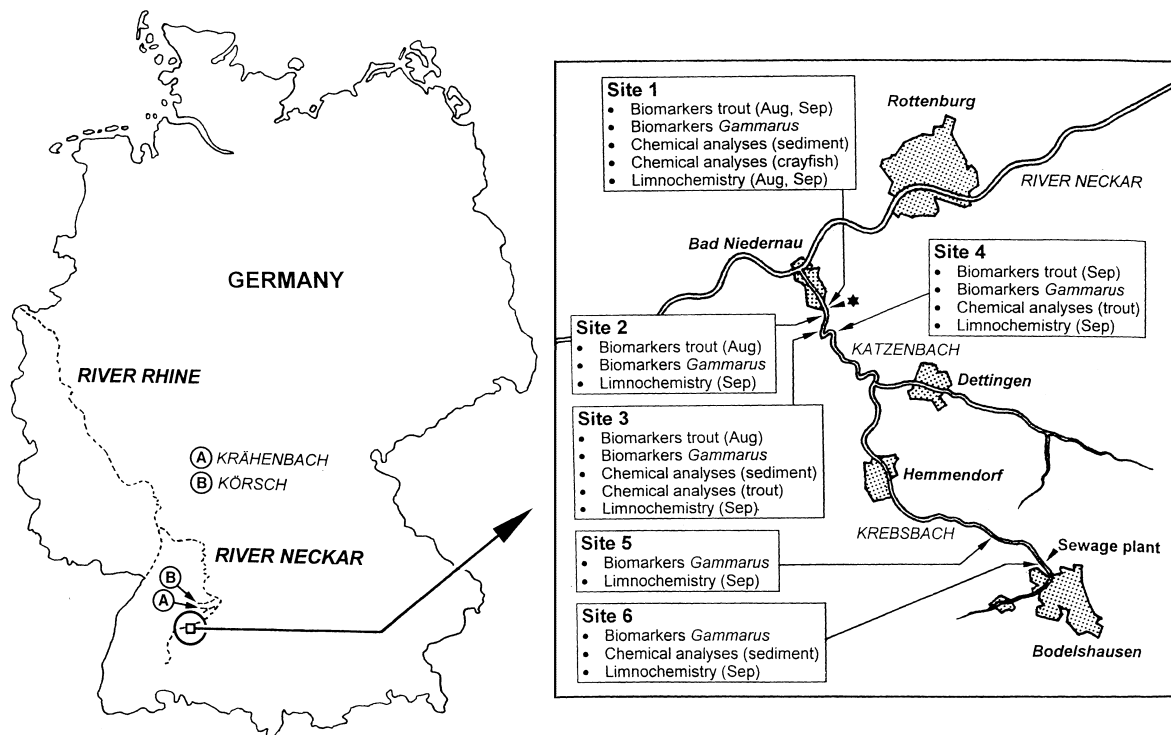 GERMANY
RIVER RHINE
A KRÄHENBACH
B KÖRSCH
RIVER NECKAR
B
A
Site 1
• Biomarkers trout (Aug, Sep)
• Biomarkers Gammarus
• Chemical analyses (sediment)
• Chemical analyses (crayfish)
• Limnochemistry (Aug, Sep)
Rottenburg
RIVER NECKAR
Bad Niedernau
Site 4
• Biomarkers trout (Sep)
• Biomarkers Gammarus
• Chemical analyses (trout)
• Limnochemistry (Sep)
Site 2
• Biomarkers trout (Aug)
• Biomarkers Gammarus
• Limnochemistry (Sep)
KATZENBACH
Dettingen
Site 3
• Biomarkers trout (Aug)
• Biomarkers Gammarus
• Chemical analyses (sediment)
• Chemical analyses (trout)
• Limnochemistry (Sep)
Hemmendorf
KREBSBACH
Site 5
• Biomarkers Gammarus
• Limnochemistry (Sep)
Sewage plant
Site 6
• Biomarkers Gammarus
• Chemical analyses (sediment)
• Limnochemistry (Sep)
Bodelshausen